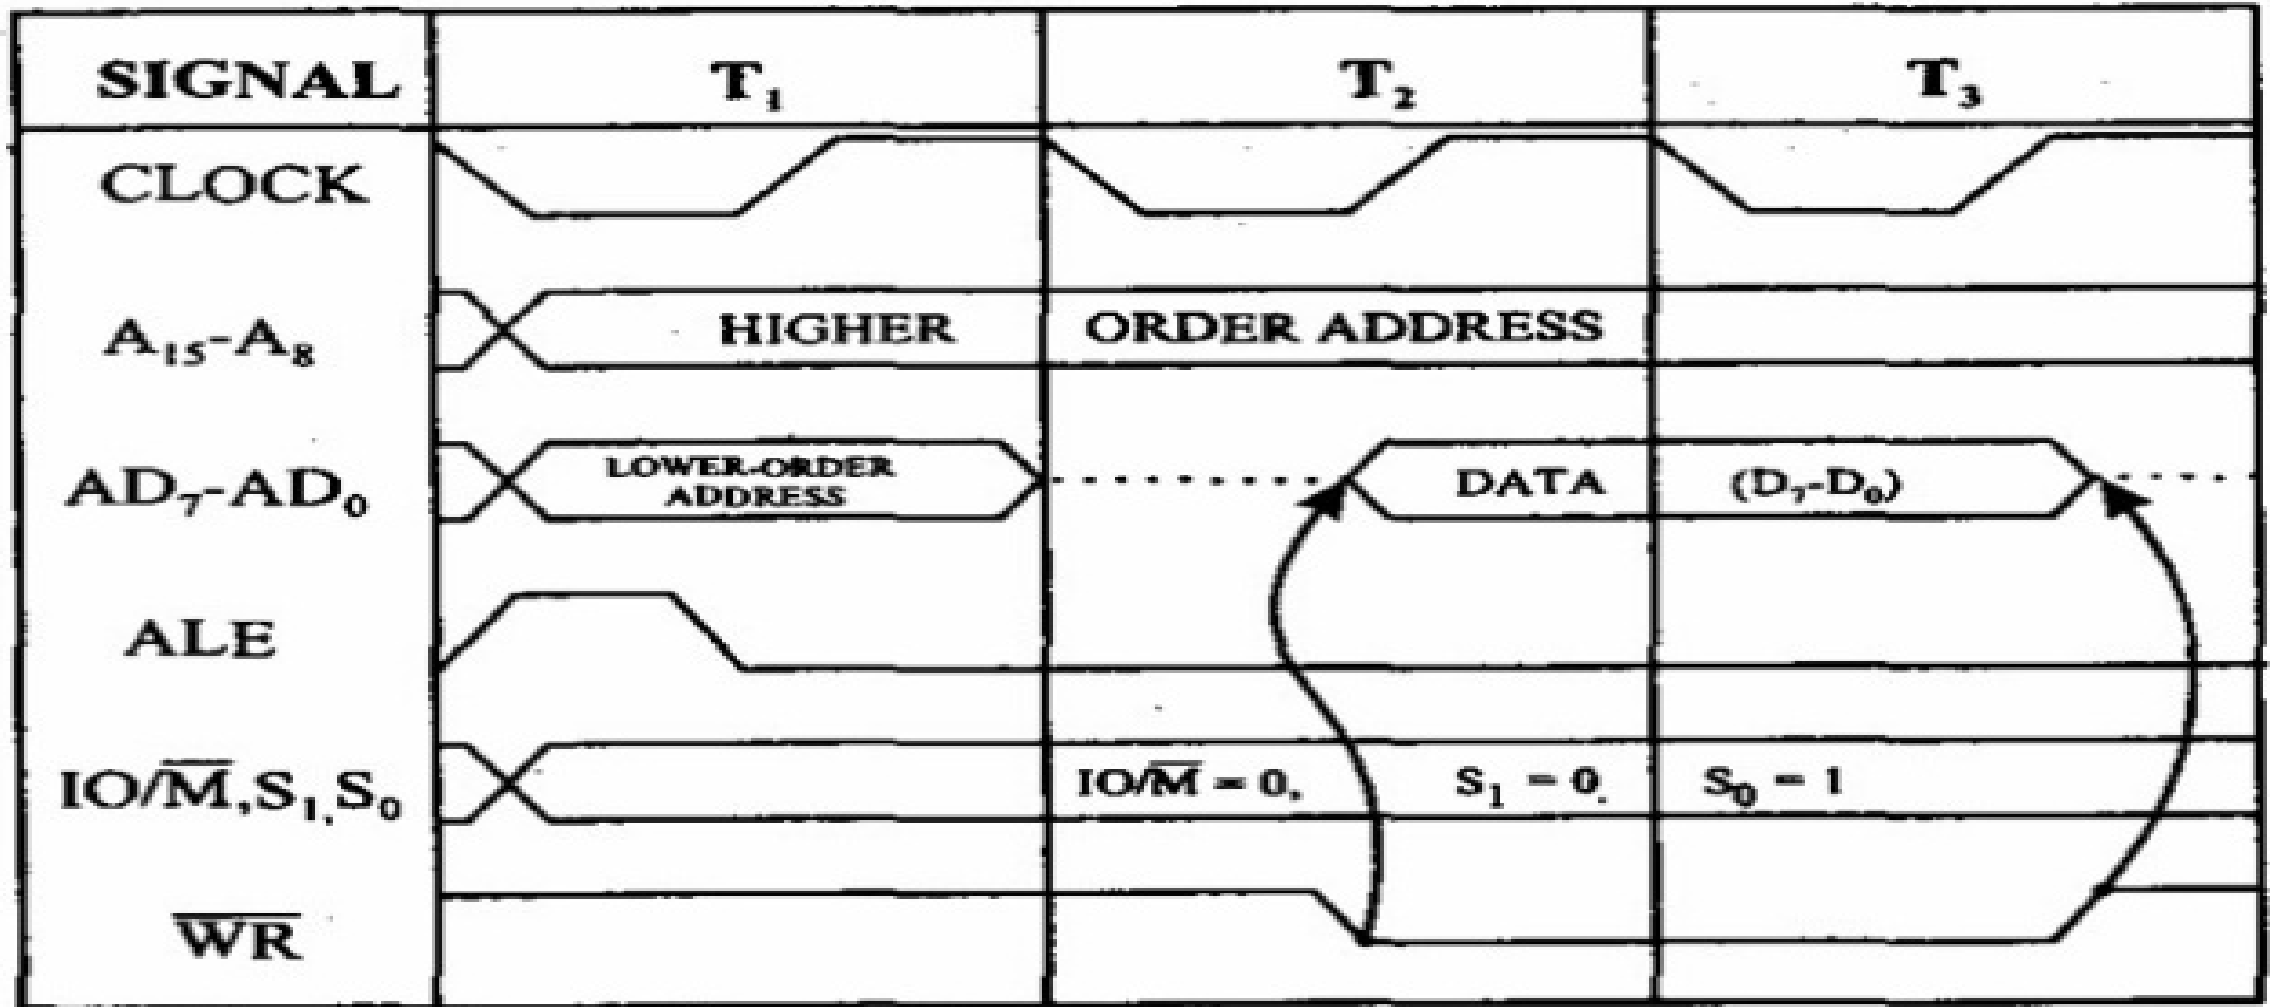 SIGNAL T₁ T₂ T₃
CLOCK
A₁₅-A₈ HIGHER ORDER ADDRESS
AD₇-AD₀ LOWER-ORDER ADDRESS DATA (D₇-D₀)
ALE
IO/M̅,S₁,S₀ IO/M̅ = 0, S₁ = 0, S₀ = 1
W̅R̅